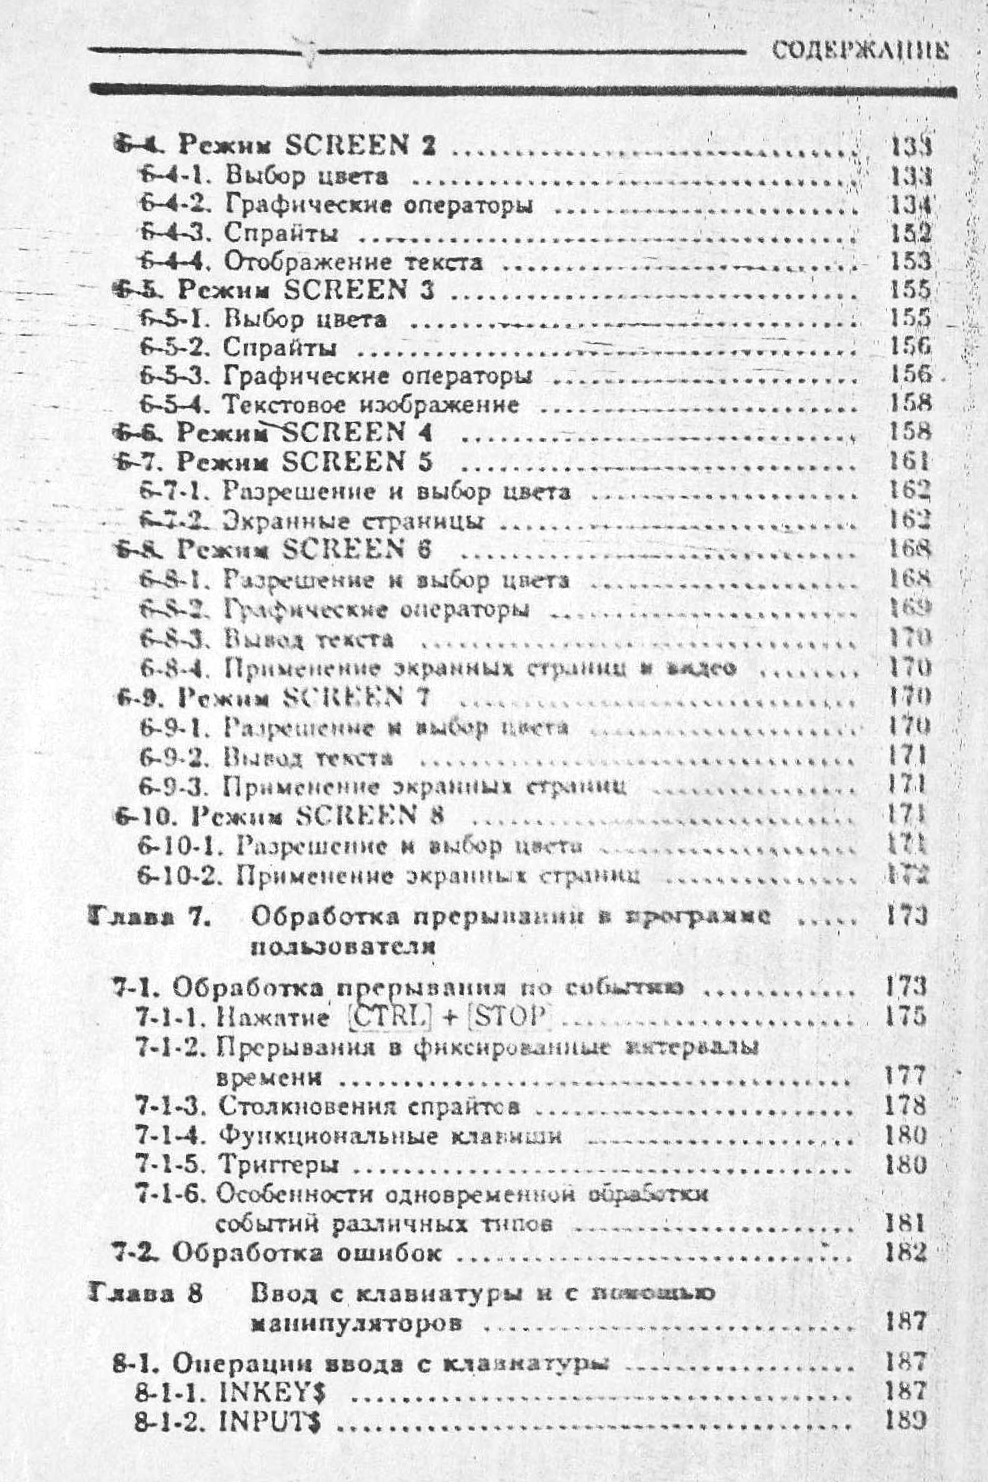 СОДЕРЖАНИЕ
6-4. Режим SCREEN 2 ........ 133
6-4-1. Выбор цвета ........ 133
6-4-2. Графические операторы ........ 134
6-4-3. Спрайты ........ 152
6-4-4. Отображение текста ........ 153
6-5. Режим SCREEN 3 ........ 155
6-5-1. Выбор цвета ........ 155
6-5-2. Спрайты ........ 156
6-5-3. Графические операторы ........ 156
6-5-4. Текстовое изображение ........ 158
6-6. Режим SCREEN 4 ........ 158
6-7. Режим SCREEN 5 ........ 161
6-7-1. Разрешение и выбор цвета ........ 162
6-7-2. Экранные страницы ........ 162
6-8. Режим SCREEN 6 ........ 168
6-8-1. Разрешение и выбор цвета ........ 168
6-8-2. Графические операторы ........ 169
6-8-3. Вывод текста ........ 170
6-8-4. Применение экранных страниц и видео ........ 170
6-9. Режим SCREEN 7 ........ 170
6-9-1. Разрешение и выбор цвета ........ 170
6-9-2. Вывод текста ........ 171
6-9-3. Применение экранных страниц ........ 171
6-10. Режим SCREEN 8 ........ 171
6-10-1. Разрешение и выбор цвета ........ 171
6-10-2. Применение экранных страниц ........ 172
Глава 7. Обработка прерываний в программе ..... 173
пользователя
7-1. Обработка прерывания по событию ........ 173
7-1-1. Нажатие [CTRL] + [STOP] ........ 175
7-1-2. Прерывания в фиксированные интервалы
времени ........ 177
7-1-3. Столкновения спрайтов ........ 178
7-1-4. Функциональные клавиши ........ 180
7-1-5. Триггеры ........ 180
7-1-6. Особенности одновременной обработки
событий различных типов ........ 181
7-2. Обработка ошибок ........ 182
Глава 8 Ввод с клавиатуры и с помощью
манипуляторов ........ 187
8-1. Операции ввода с клавиатуры ........ 187
8-1-1. INKEY$ ........ 187
8-1-2. INPUT$ ........ 189